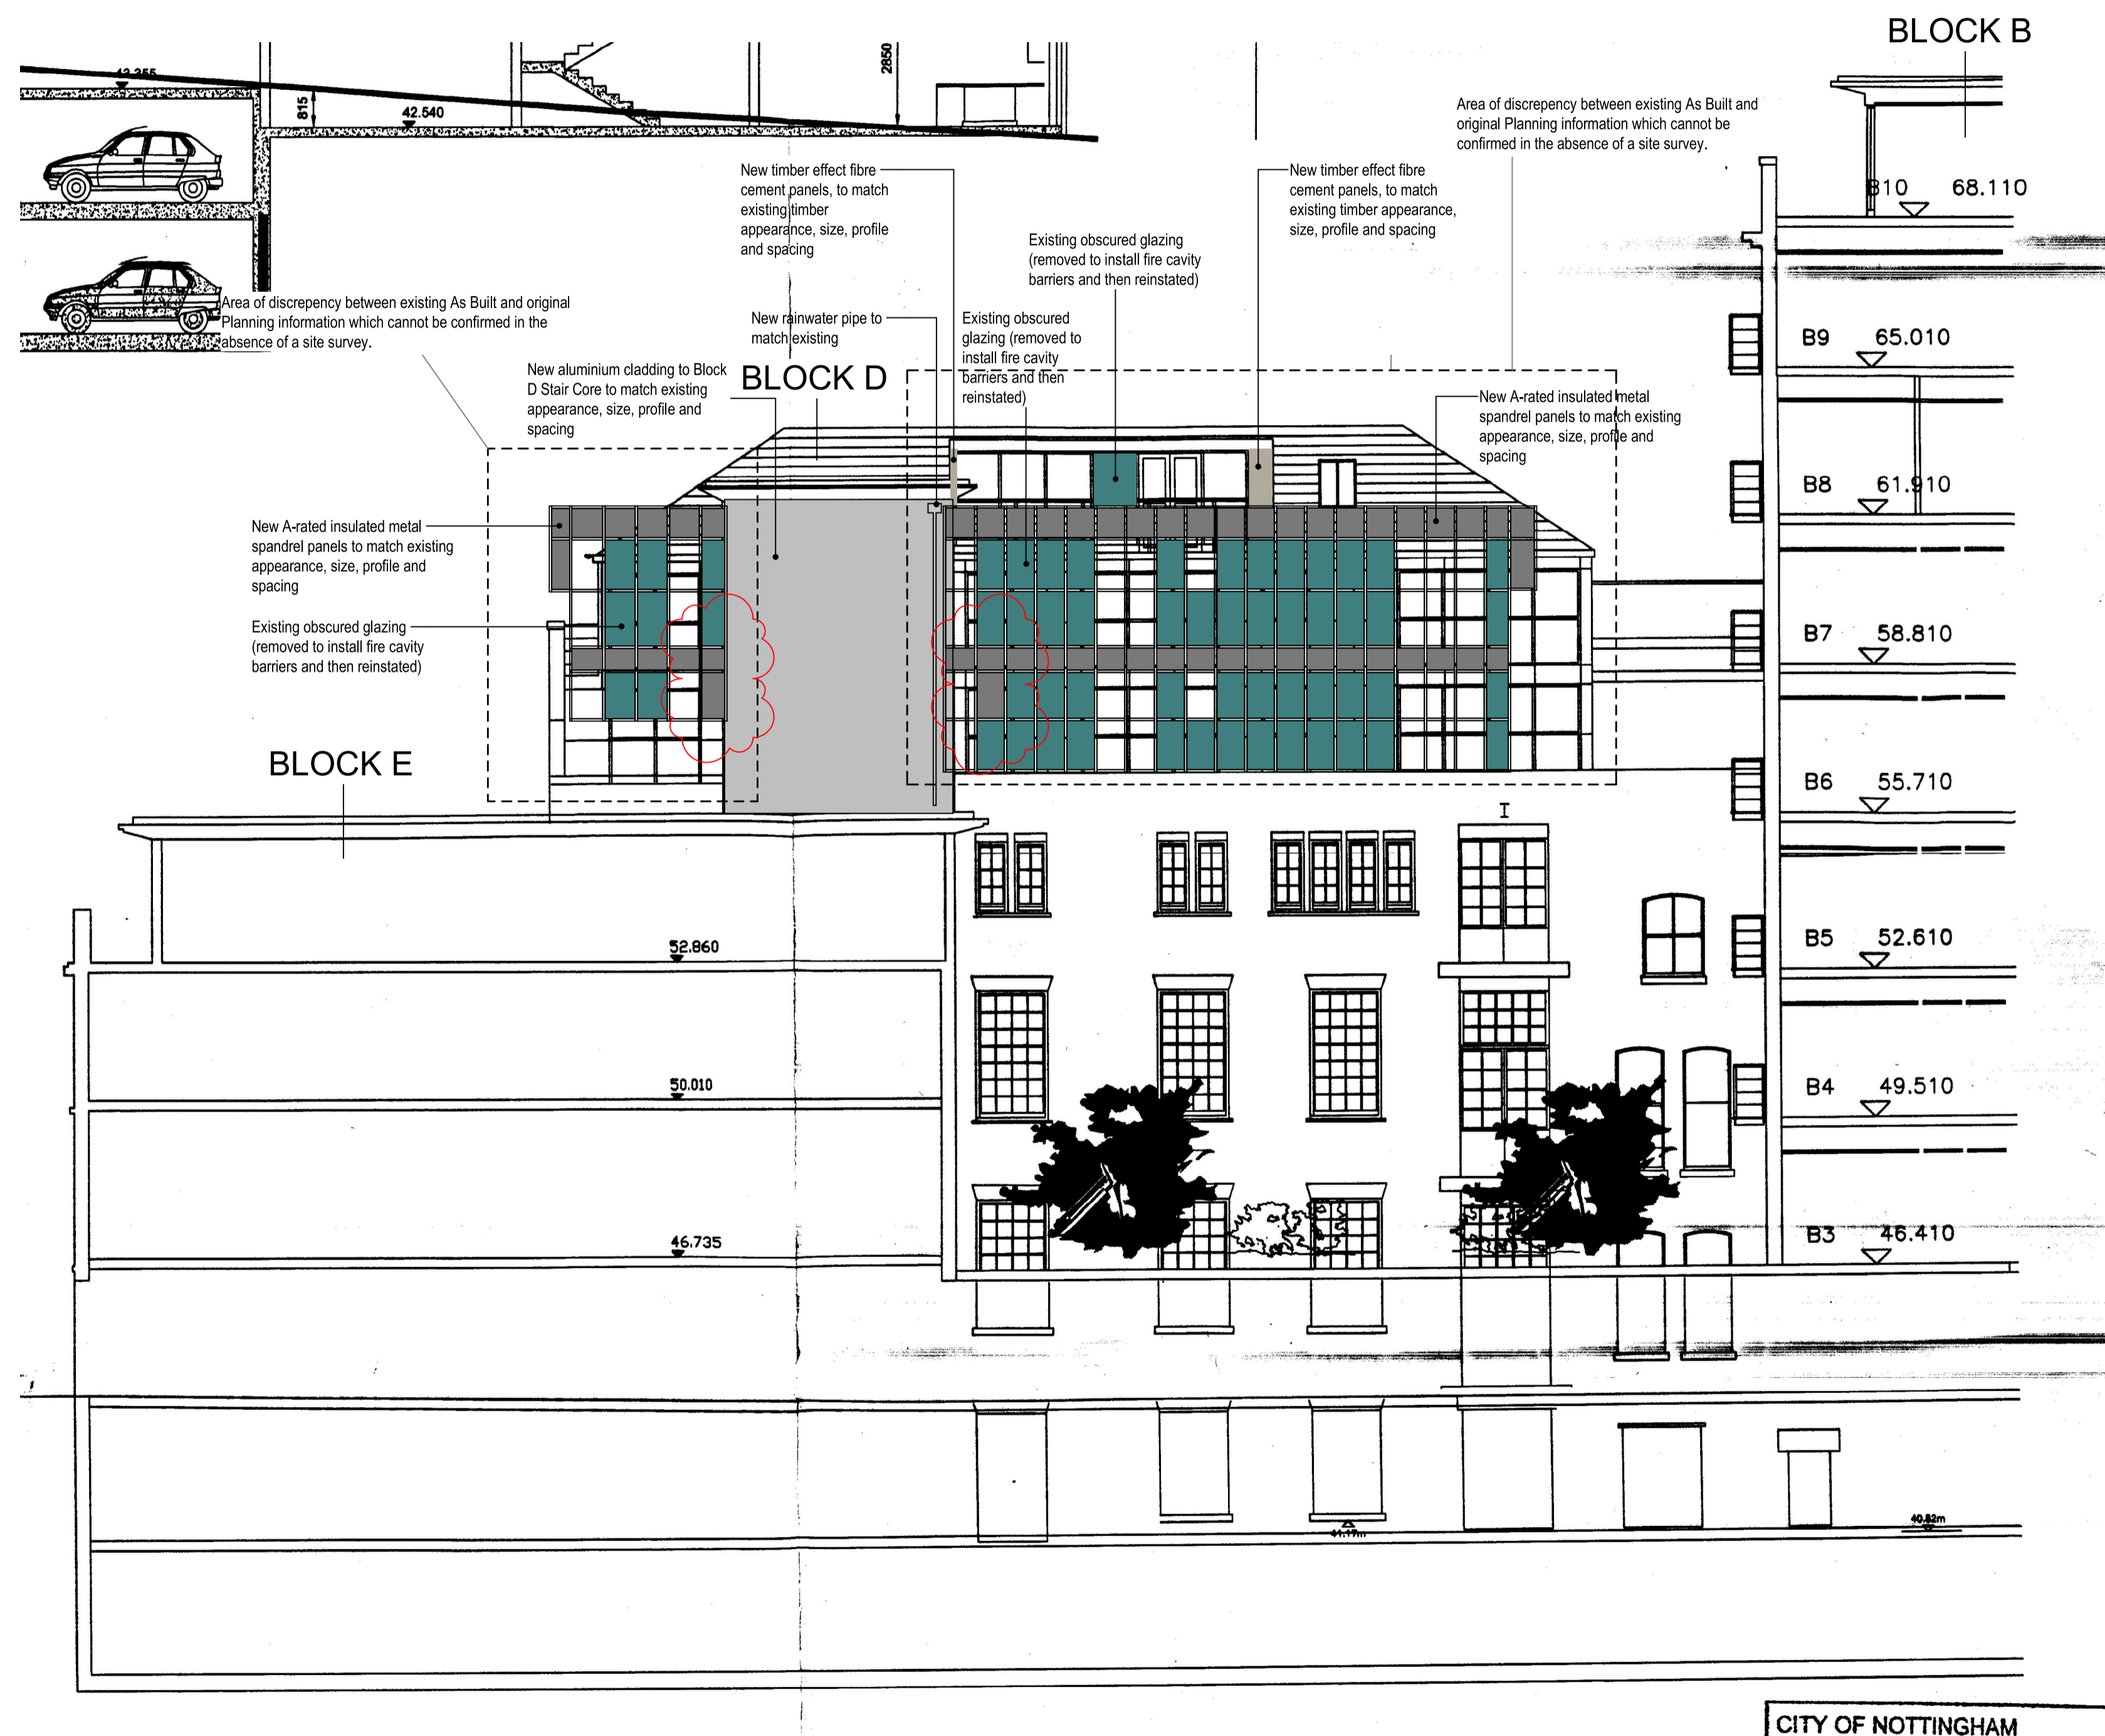 BLOCK B
2850
815
42.540
Area of discrepancy between existing As Built and
original Planning information which cannot be
confirmed in the absence of a site survey.
New timber effect fibre
cement panels, to match
existing timber
appearance, size, profile
and spacing
New timber effect fibre
cement panels, to match
existing timber appearance,
size, profile and spacing
B10 68.110
Existing obscured glazing
(removed to install fire cavity
barriers and then reinstated)
Area of discrepancy between existing As Built and original
Planning information which cannot be confirmed in the
absence of a site survey.
New rainwater pipe to
match existing
Existing obscured
glazing (removed to
install fire cavity
barriers and then
reinstated)
B9 65.010
New aluminium cladding to Block
D Stair Core to match existing
appearance, size, profile and
spacing
BLOCK D
New A-rated insulated metal
spandrel panels to match existing
appearance, size, profile and
spacing
B8 61.910
New A-rated insulated metal
spandrel panels to match existing
appearance, size, profile and
spacing
Existing obscured glazing
(removed to install fire cavity
barriers and then reinstated)
B7 58.810
BLOCK E
B6 55.710
I
52.860
B5 52.610
50.010
B4 49.510
46.735
B3 46.410
40.82m
CITY OF NOTTINGHAM